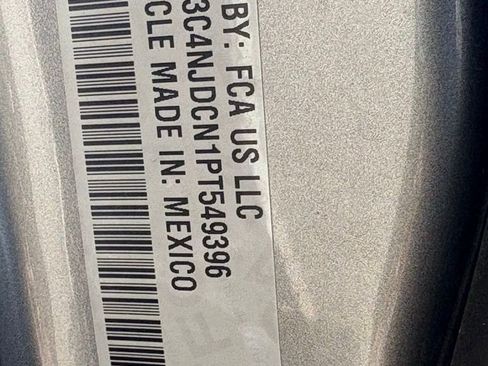 BY: FCA US LLC
3C4NJDCN1PT549396
CLE MADE IN: MEXICO